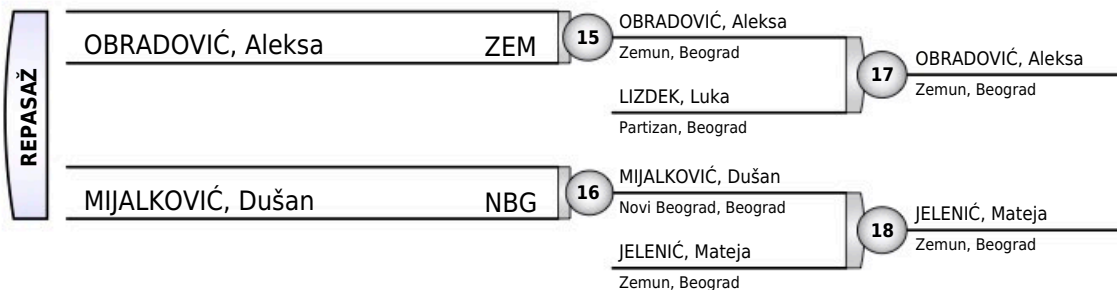 REPASAŽ
OBRADOVIĆ, Aleksa ZEM
15
OBRADOVIĆ, Aleksa
Zemun, Beograd
LIZDEK, Luka
Partizan, Beograd
17
OBRADOVIĆ, Aleksa
Zemun, Beograd
MIJALKOVIĆ, Dušan NBG
16
MIJALKOVIĆ, Dušan
Novi Beograd, Beograd
JELENIĆ, Mateja
Zemun, Beograd
18
JELENIĆ, Mateja
Zemun, Beograd